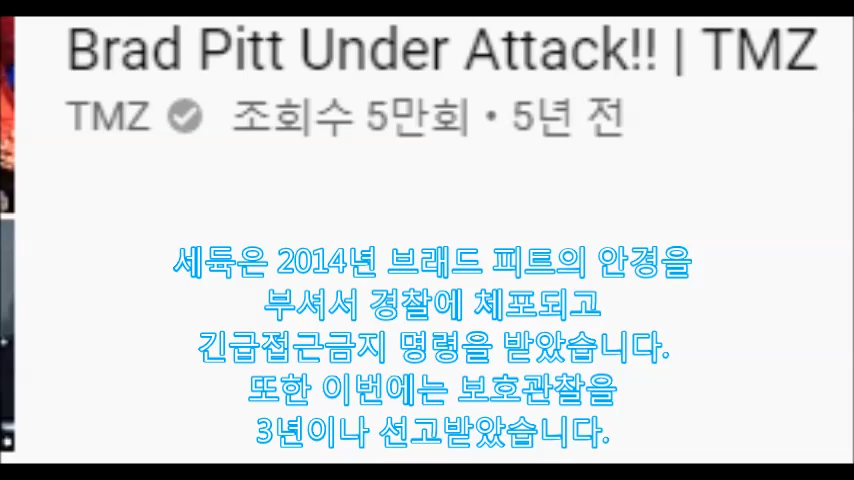 Brad Pitt Under Attack!! | TMZ
TMZ 조회수 5만회 • 5년 전
세듁은 2014년 브래드 피트의 안경을
부셔서 경찰에 체포되고
긴급접근금지 명령을 받았습니다.
또한 이번에는 보호관찰을
3년이나 선고받았습니다.